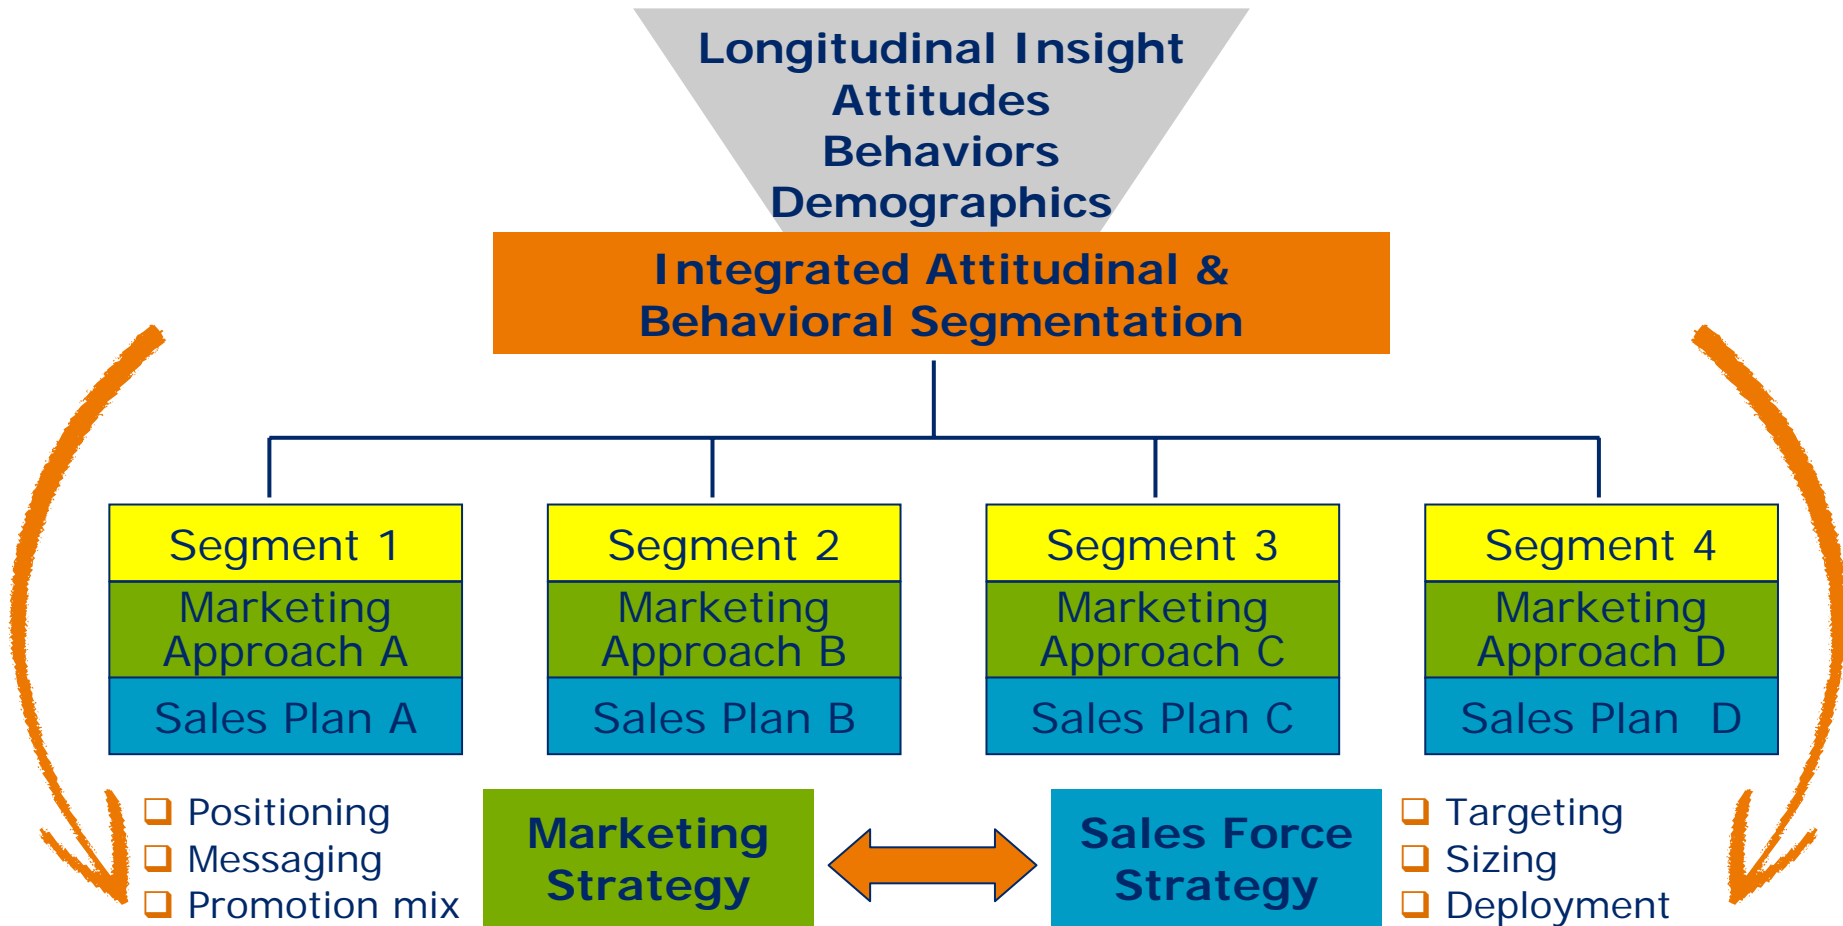 Longitudinal Insight
Attitudes
Behaviors
Demographics
Integrated Attitudinal &
Behavioral Segmentation
Segment 1
Marketing
Approach A
Sales Plan A
Segment 2
Marketing
Approach B
Sales Plan B
Segment 3
Marketing
Approach C
Sales Plan C
Segment 4
Marketing
Approach D
Sales Plan D
Positioning
Messaging
Promotion mix
Marketing
Strategy
Sales Force
Strategy
Targeting
Sizing
Deployment